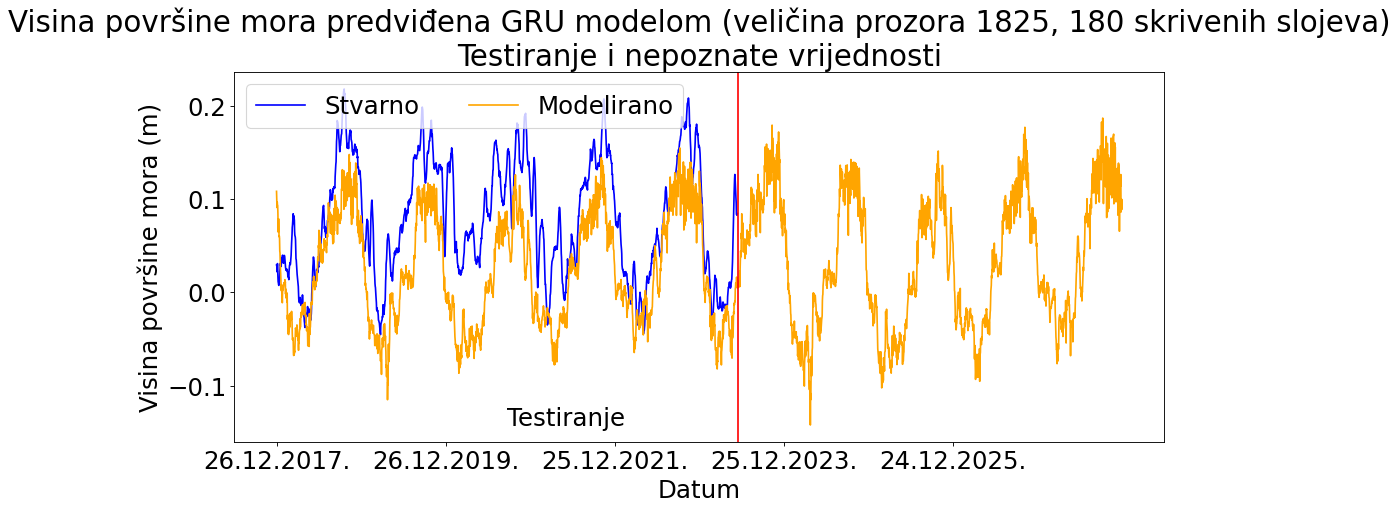 Visina površine mora predviđena GRU modelom (veličina prozora 1825, 180 skrivenih slojeva)
Testiranje i nepoznate vrijednosti
Stvarno Modelirano
Visina površine mora (m)
0.2
0.1
0.0
−0.1
Testiranje
26.12.2017. 26.12.2019. 25.12.2021. 25.12.2023. 24.12.2025.
Datum